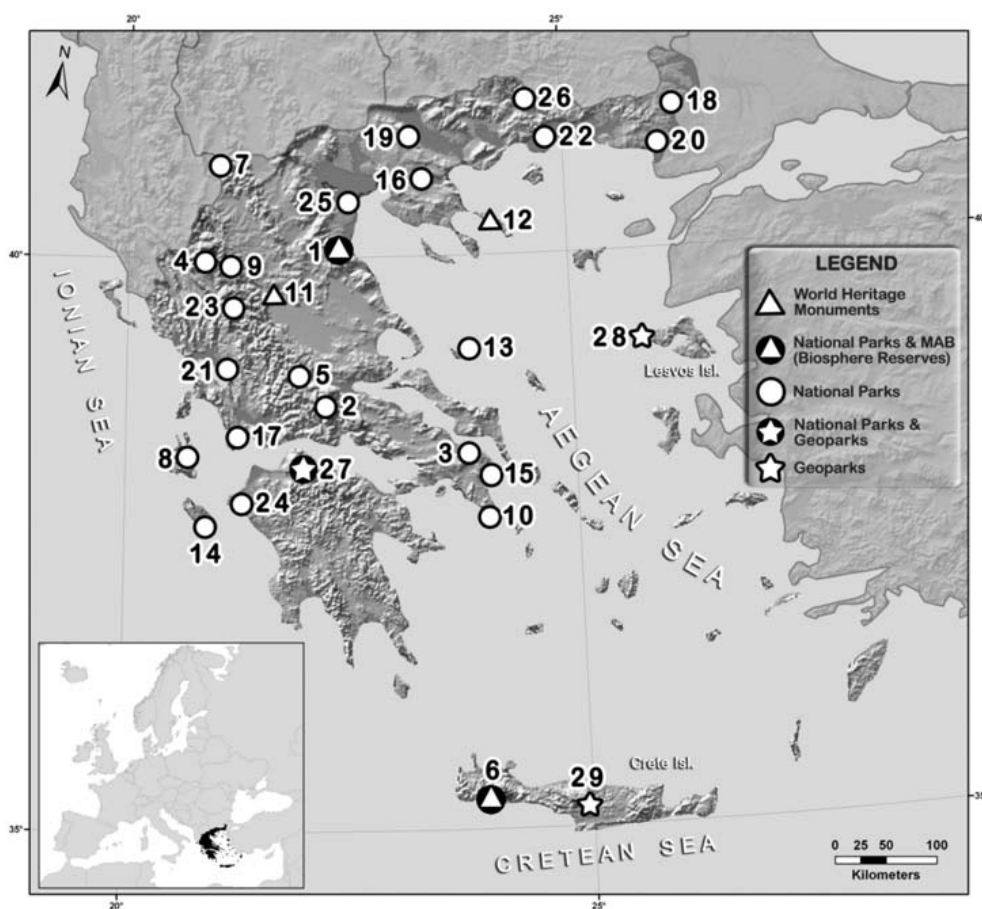 20°
25°
N
26
18
19
22
20
7
16
25
12
40°
40°
1
4
9
11
23
28
13
21
5
2
Lesvos Isl.
17
3
8
27
15
24
10
14
IONIAN SEA
AEGEAN SEA
LEGEND
World Heritage
Monuments
National Parks & MAB
(Biosphere Reserves)
National Parks
National Parks &
Geoparks
Geoparks
6
29
Crete Isl.
35°
35°
CRETEAN SEA
0 25 50 100
Kilometers
20°
25°